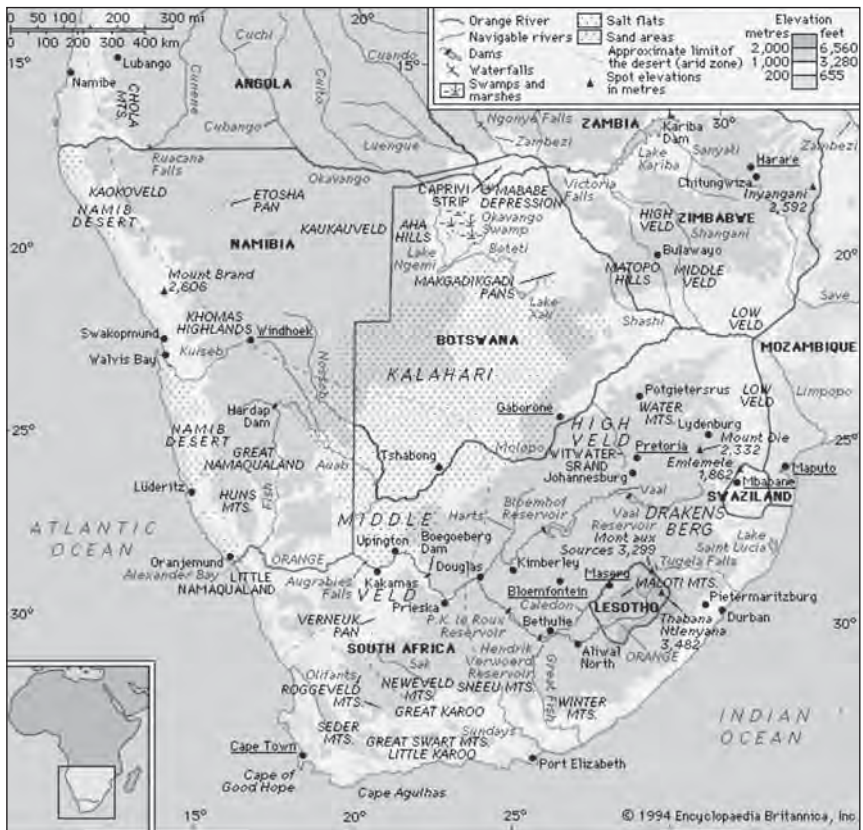 0 100 200 300 mi
0 100 200 300 400 km
20°
Orange River
Navigable rivers
Dams
Waterfalls
Swamps and marshes
Salt flats
Sand areas
Approximate limit of the desert (arid zone)
Spot elevations in metres
Elevation
metres feet
2,000 6,560
1,000 3,280
200 655
15°
15°
Lubango
Namibe
CHOLA MTS.
Cunene
Cuchi
Cubango
ANGOLA
Cuito
Cuando
Luengue
Ngonye Falls
Zambezi
ZAMBIA
Kariba Dam
30°
Sanyati
Zambezi
Lake Kariba
Harare
Chitungwiza
Inyangani 2,592
Ruacana Falls
Okavango
CAPRIVI STRIP
MABABE DEPRESSION
Victoria Falls
KAOKOVELD
NAMIB DESERT
ETOSHA PAN
KAUKAUVELD
AHA HILLS
Okavango Swamp
HIGH VELD
ZIMBABWE
Shangani
20°
NAMIBIA
Lake Ngami
Boteti
Bulawayo
MATOPO HILLS
MIDDLE VELD
20°
Mount Brand 2,606
MAKGADIKGADI PANS
Lake Xau
Save
KHOMAS HIGHLANDS
Windhoek
Swakopmund
Walvis Bay
Kuiseb
Nossob
BOTSWANA
Shashi
LOW VELD
MOZAMBIQUE
KALAHARI
Potgietersrus
WATER MTS.
LOW VELD
Limpopo
Hardap Dam
NAMIB DESERT
Gaborone
HIGH VELD
Lydenburg
25°
GREAT NAMAQUALAND
Auob
Tshabong
Molopo
WITWATERSRAND
Pretoria
Mount Die 2,332
25°
Johannesburg
Emlemele 1,862
Maputo
Mbabane
Lüderitz
HUNS MTS.
Fish
SWAZILAND
Vaal
Bloemhof Reservoir
Vaal Reservoir
DRAKENSBERG
ATLANTIC OCEAN
MIDDLE VELD
Harts
Mont aux Sources 3,299
Lake Saint Lucia
Upington
Boegoeberg Dam
Tugela Falls
Oranjemund
ORANGE
Douglas
Kimberley
Maseru
Alexander Bay
LITTLE NAMAQUALAND
Augrabies Falls
Kakamas
Bloemfontein
MALOTI MTS.
Prieska
Caledon
LESOTHO
Pietermaritzburg
30°
VERNEUK PAN
P.K. le Roux Reservoir
Bethulie
Thabana Ntlenyana 3,482
Durban
30°
SOUTH AFRICA
Hendrik Verwoerd Reservoir
Aliwal North
ORANGE
Sak
Olifants
ROGGEVELD MTS.
NEWEVELD MTS.
SNEEU MTS.
Great Fish
GREAT KAROO
WINTER MTS.
INDIAN OCEAN
SEDER MTS.
Sundays
GREAT SWART MTS.
LITTLE KAROO
Cape Town
Port Elizabeth
Cape of Good Hope
Cape Agulhas
15°
20°
25°
30°
© 1994 Encyclopaedia Britannica, Inc.